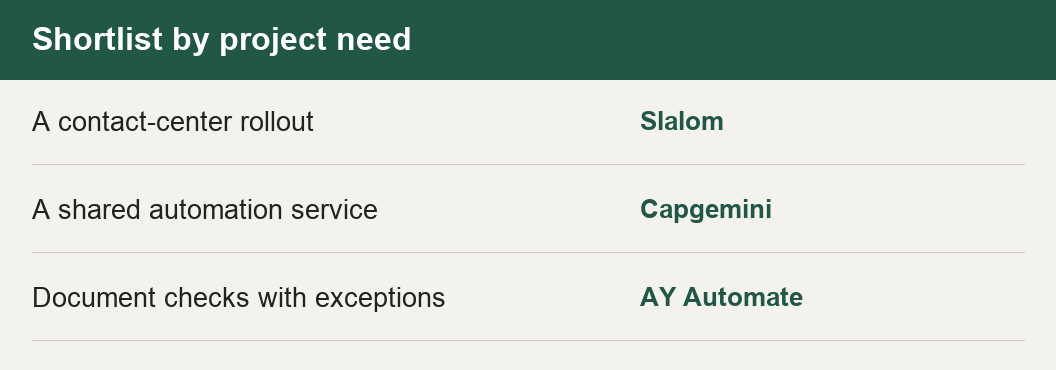 Shortlist by project need
A contact-center rollout Slalom
A shared automation service Capgemini
Document checks with exceptions AY Automate